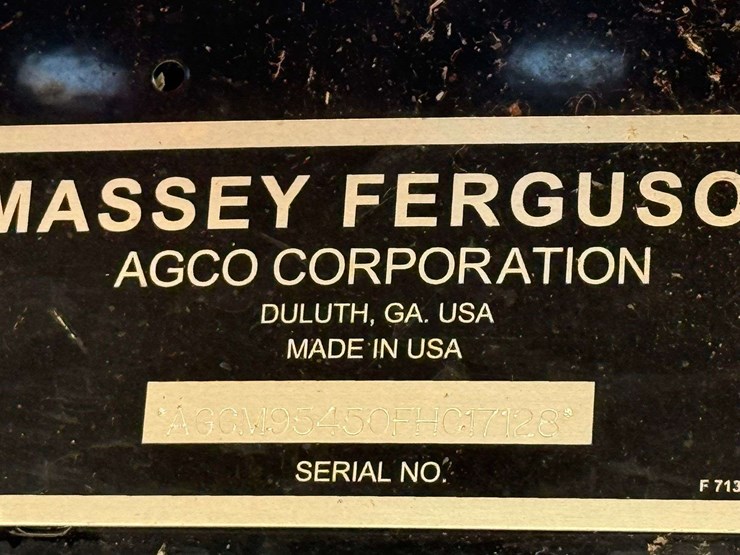 MASSEY FERGUSO
AGCO CORPORATION
DULUTH, GA. USA
MADE IN USA
*AGCM95450FHC17128*
SERIAL NO.
F 713